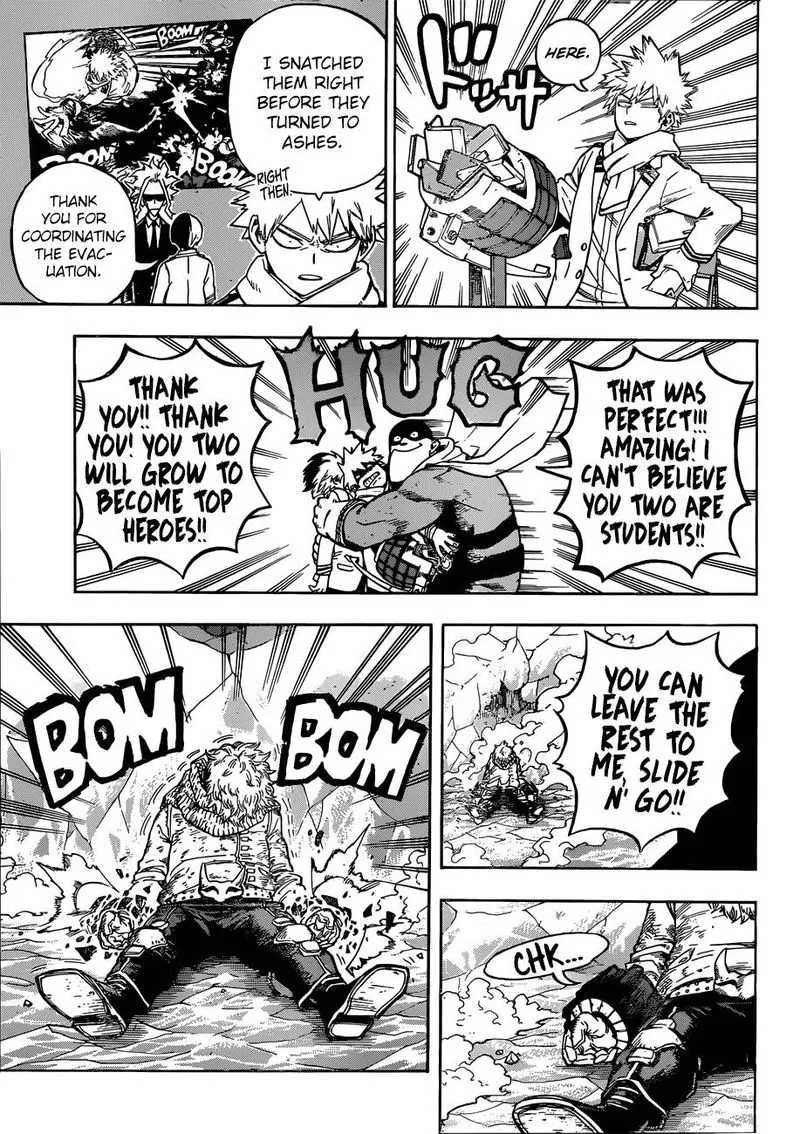 HERE.
ドッサ
I SNATCHED
THEM RIGHT
BEFORE THEY
TURNED TO
ASHES.
RIGHT
THEN.
BOOM
BOOM
BOOM
THANK
YOU FOR
COORDINATING
THE EVAC-
UATION.
HUG
THAT WAS
PERFECT!!!
AMAZING! I
CAN'T BELIEVE
YOU TWO ARE
STUDENTS!!
THANK
YOU!! THANK
YOU! YOU TWO
WILL GROW TO
BECOME TOP
HEROES!!
YOU CAN
LEAVE THE
REST TO
ME, SLIDE
N' GO!!
BOM
BOM
CHK...